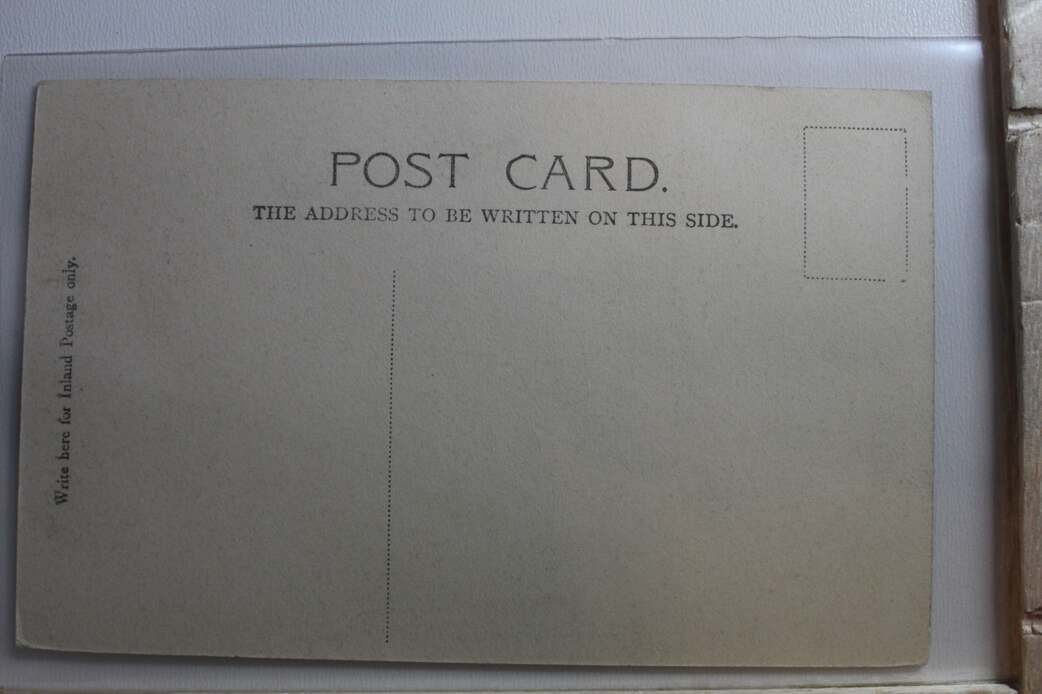 POST CARD.
THE ADDRESS TO BE WRITTEN ON THIS SIDE.
Write here for Inland Postage only.